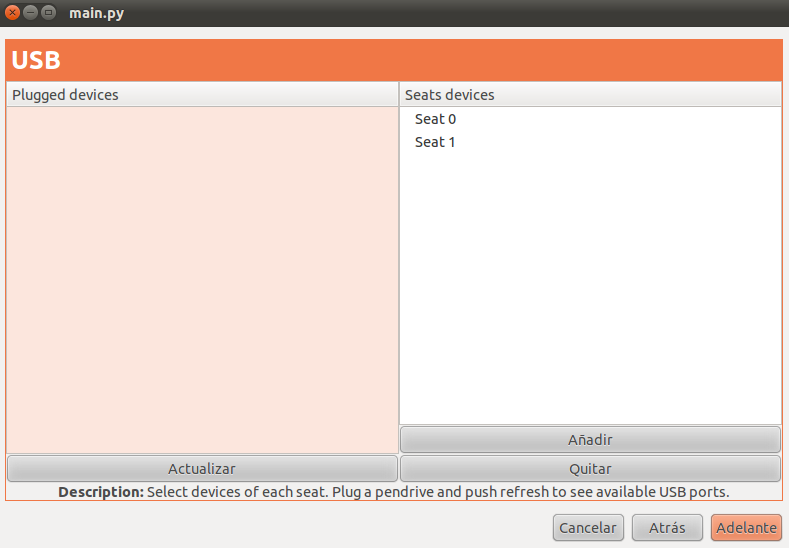 main.py
USB
Plugged devices
Seats devices
Seat 0
Seat 1
Añadir
Actualizar
Quitar
Description: Select devices of each seat. Plug a pendrive and push refresh to see available USB ports.
Cancelar
Atrás
Adelante